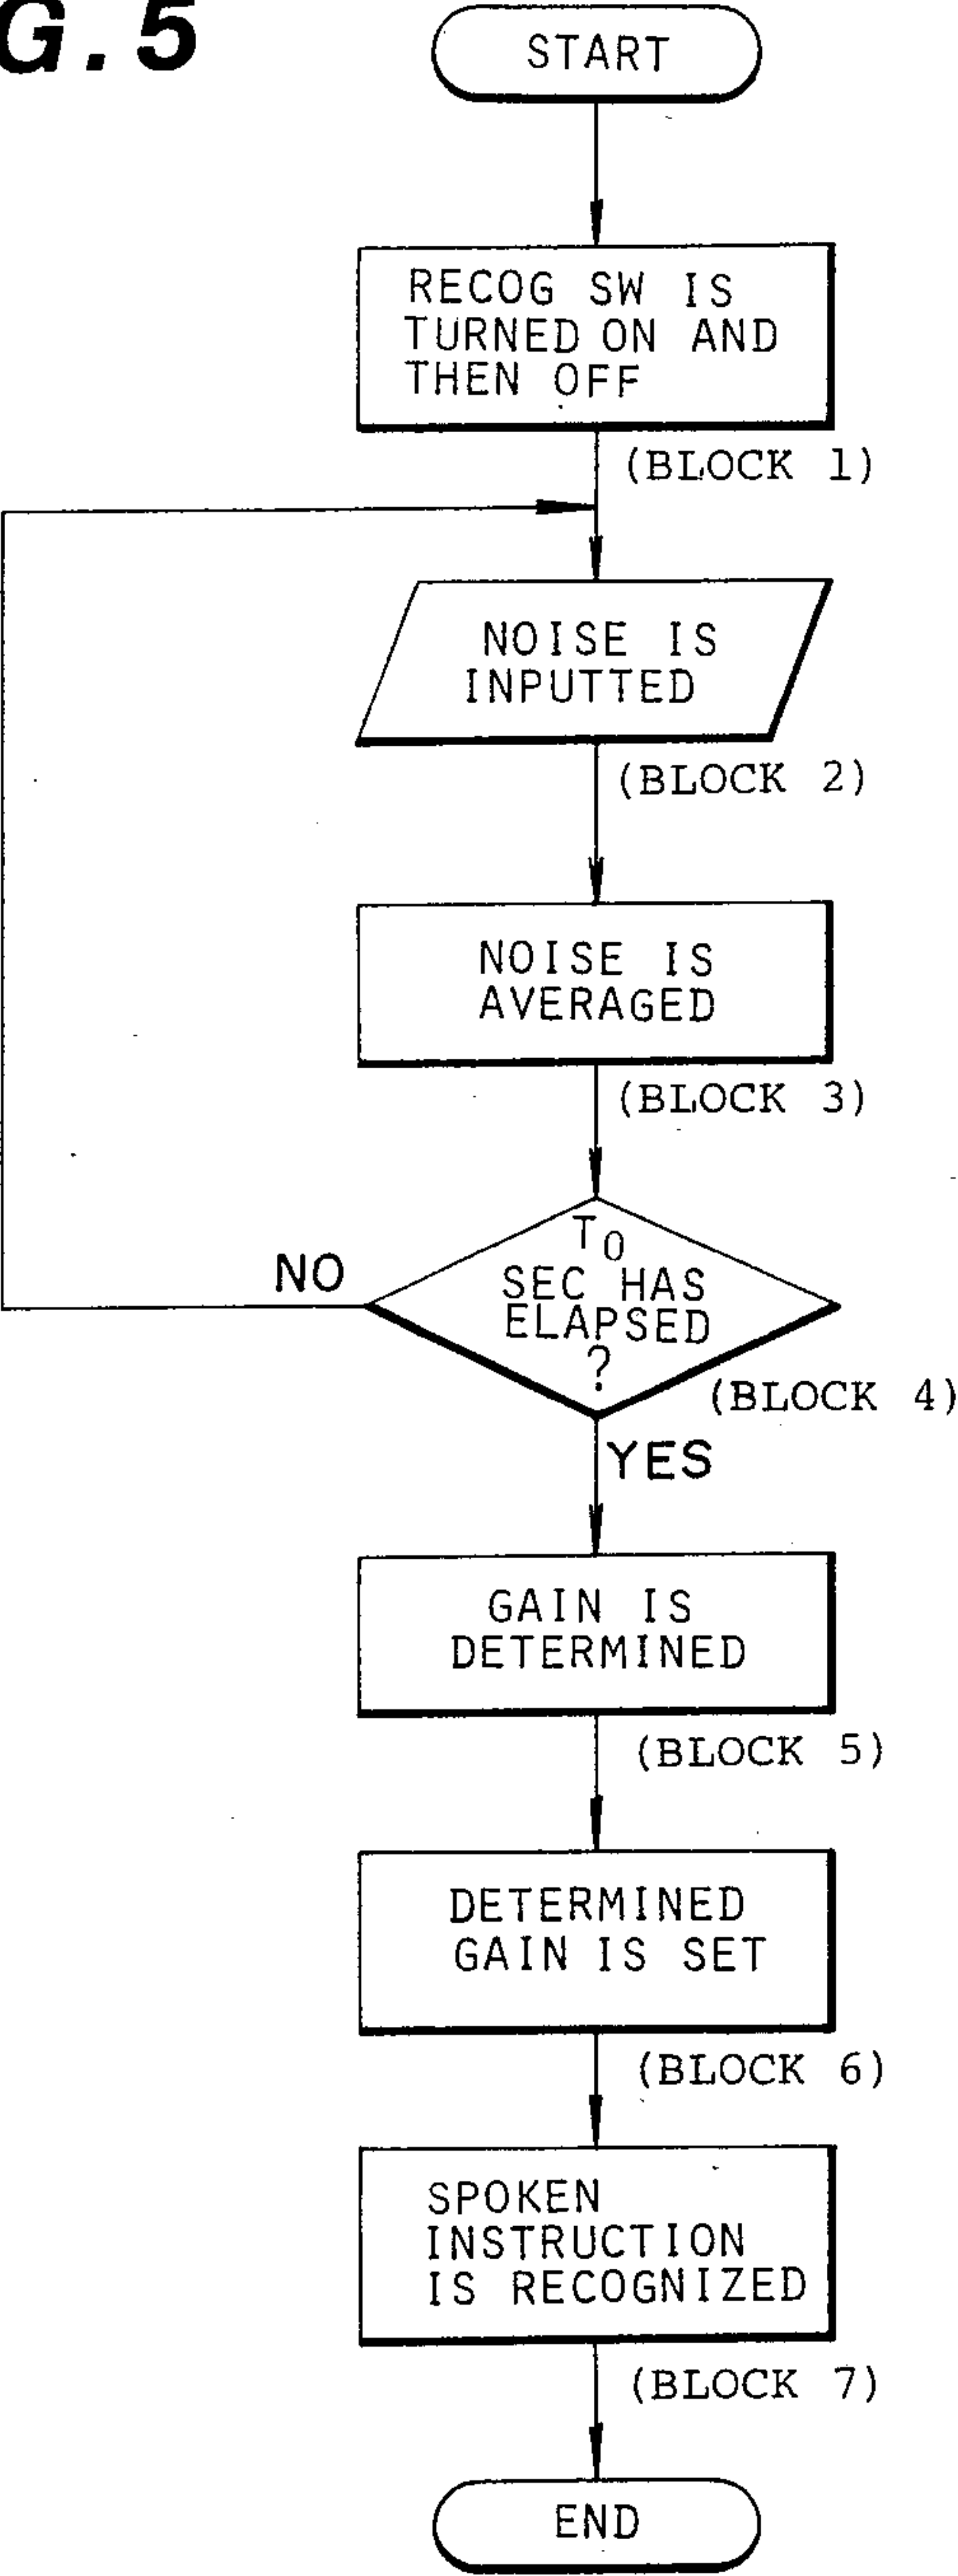 G.5
START
RECOG SW IS
TURNED ON AND
THEN OFF
(BLOCK 1)
NOISE IS
INPUTTED
(BLOCK 2)
NOISE IS
AVERAGED
(BLOCK 3)
T0
SEC HAS
ELAPSED
?
NO
(BLOCK 4)
YES
GAIN IS
DETERMINED
(BLOCK 5)
DETERMINED
GAIN IS SET
(BLOCK 6)
SPOKEN
INSTRUCTION
IS RECOGNIZED
(BLOCK 7)
END